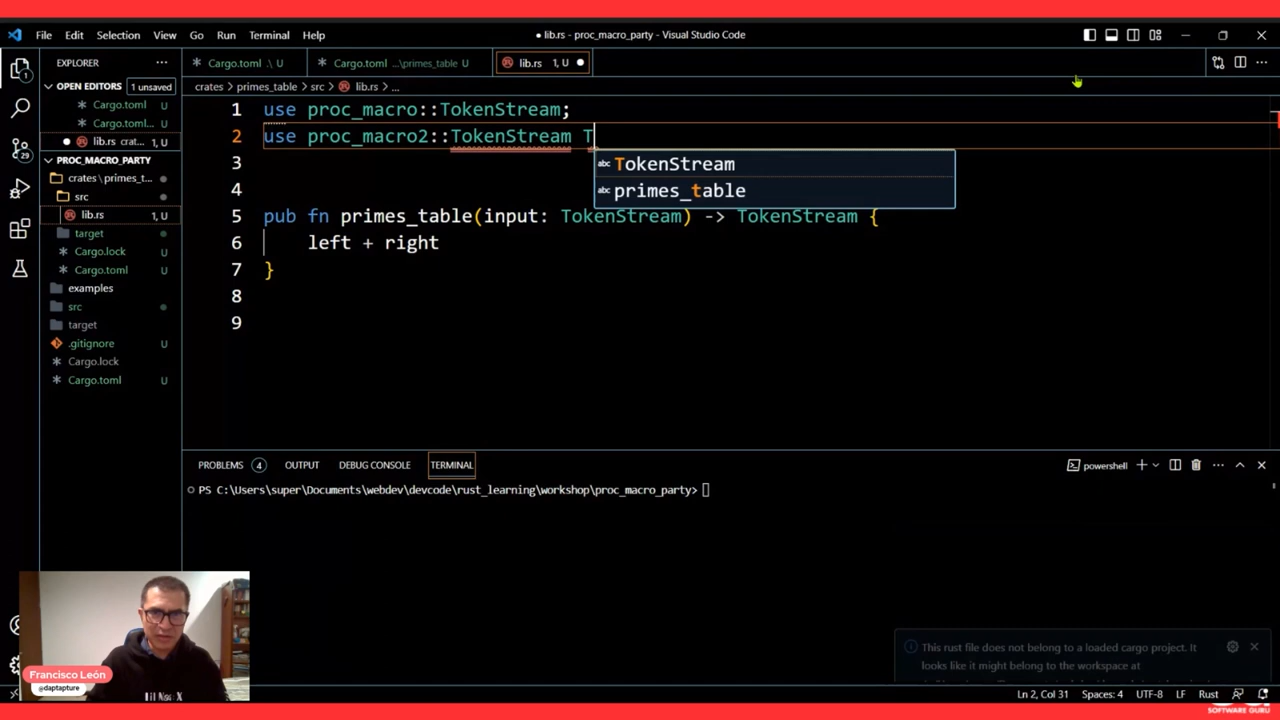 File Edit Selection View Go Run Terminal Help
● lib.rs - proc_macro_party - Visual Studio Code
EXPLORER
Cargo.toml .\ U
Cargo.toml ...\primes_table U
lib.rs 1, U
OPEN EDITORS 1 unsaved
Cargo.toml
Cargo.toml...
lib.rs crat... 1, U
PROC_MACRO_PARTY
crates \ primes_t...
src
lib.rs 1, U
target
Cargo.lock U
Cargo.toml U
examples
src
target
.gitignore U
Cargo.lock
Cargo.toml U
1
29
crates > primes_table > src > lib.rs > ...
1 use proc_macro::TokenStream;
2 use proc_macro2::TokenStream T
3
4
5 pub fn primes_table(input: TokenStream) -> TokenStream {
6 left + right
7 }
8
9
abc TokenStream
abc primes_table
PROBLEMS 4 OUTPUT DEBUG CONSOLE TERMINAL
powershell
PS C:\Users\super\Documents\webdev\devcode\rust_learning\workshop\proc_macro_party>
This rust file does not belong to a loaded cargo project. It
looks like it might belong to the workspace at
Francisco León
@daptapture
Ln 2, Col 31 Spaces: 4 UTF-8 LF Rust
SOFTWARE GURU